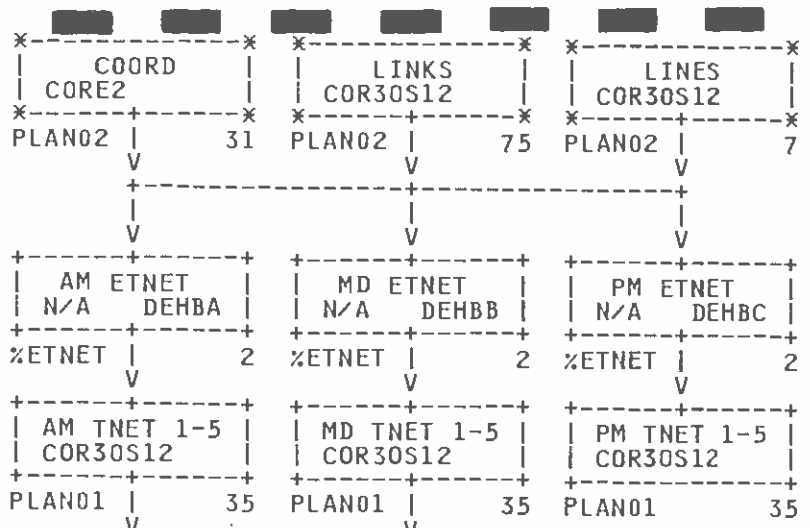 COORD LINKS LINES
CORE2 COR30S12 COR30S12
PLAN02 31 PLAN02 75 PLAN02 7
AM ETNET MD ETNET PM ETNET
N/A DEHBA N/A DEHBB N/A DEHBC
%ETNET 2 %ETNET 2 %ETNET 2
AM TNET 1-5 MD TNET 1-5 PM TNET 1-5
COR30S12 COR30S12 COR30S12
PLAN01 35 PLAN01 35 PLAN01 35